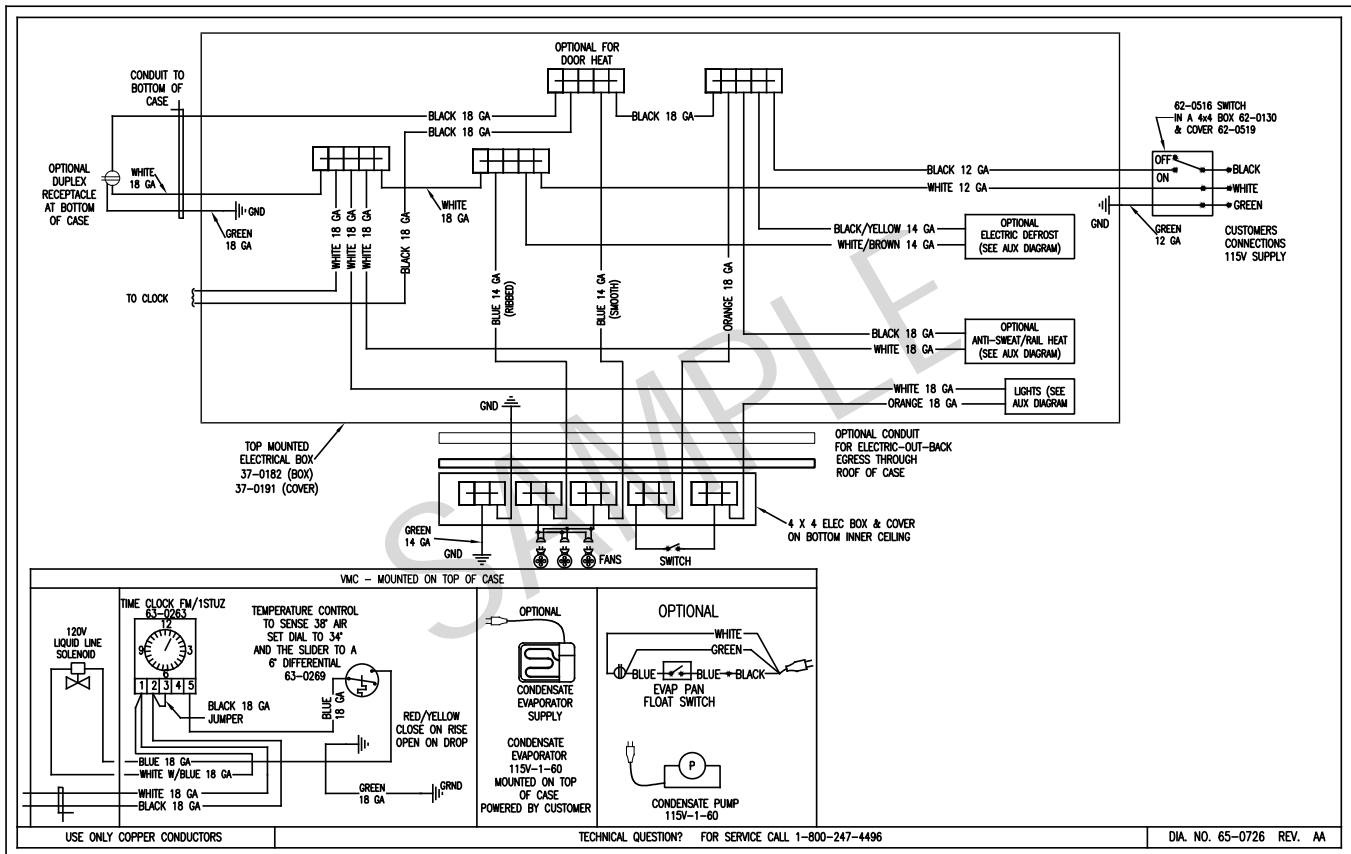 OPTIONAL FOR
DOOR HEAT
CONDUIT TO
BOTTOM OF
CASE
BLACK 18 GA
BLACK 18 GA
BLACK 18 GA
62-0516 SWITCH
IN A 4x4 BOX 62-0130
& COVER 62-0519
OPTIONAL
DUPLEX
RECEPTACLE
AT BOTTOM
OF CASE
WHITE
18 GA
GND
GREEN
18 GA
WHITE
18 GA
BLACK 12 GA
WHITE 12 GA
OFF
ON
BLACK
WHITE
GREEN
GND
GREEN
12 GA
CUSTOMERS
CONNECTIONS
115V SUPPLY
WHITE 18 GA
WHITE 18 GA
WHITE 18 GA
BLACK 18 GA
BLACK/YELLOW 14 GA
WHITE/BROWN 14 GA
OPTIONAL
ELECTRIC DEFROST
(SEE AUX DIAGRAM)
TO CLOCK
BLUE 14 GA
(RIBBED)
BLUE 14 GA
(SMOOTH)
ORANGE 18 GA
BLACK 18 GA
WHITE 18 GA
OPTIONAL
ANTI-SWEAT/RAIL HEAT
(SEE AUX DIAGRAM)
WHITE 18 GA
ORANGE 18 GA
LIGHTS (SEE
AUX DIAGRAM
GND
TOP MOUNTED
ELECTRICAL BOX
37-0182 (BOX)
37-0191 (COVER)
OPTIONAL CONDUIT
FOR ELECTRIC-OUT-BACK
EGRESS THROUGH
ROOF OF CASE
GREEN
14 GA
GND
FANS
SWITCH
4 X 4 ELEC BOX & COVER
ON BOTTOM INNER CEILING
SAMPLE
VMC - MOUNTED ON TOP OF CASE
120V
LIQUID LINE
SOLENOID
TIME CLOCK FM/1STUZ
63-0263
12
9
3
6
1 2 3 4 5
TEMPERATURE CONTROL
TO SENSE 38° AIR
SET DIAL TO 34°
AND THE SLIDER TO A
6° DIFFERENTIAL
63-0269
BLACK 18 GA
JUMPER
BLUE
18 GA
RED/YELLOW
CLOSE ON RISE
OPEN ON DROP
BLUE 18 GA
WHITE W/BLUE 18 GA
WHITE 18 GA
BLACK 18 GA
GREEN
18 GA
GRND
OPTIONAL
CONDENSATE
EVAPORATOR
SUPPLY
CONDENSATE
EVAPORATOR
115V-1-60
MOUNTED ON TOP
OF CASE
POWERED BY CUSTOMER
OPTIONAL
WHITE
GREEN
BLUE
BLUE
BLACK
EVAP PAN
FLOAT SWITCH
P
CONDENSATE PUMP
115V-1-60
USE ONLY COPPER CONDUCTORS
TECHNICAL QUESTION? FOR SERVICE CALL 1-800-247-4496
DIA. NO. 65-0726 REV. AA